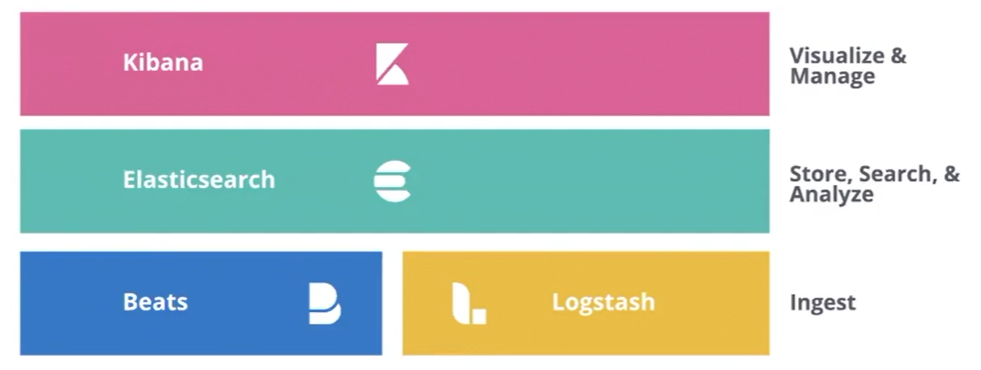 Kibana
Visualize &
Manage
Elasticsearch
Store, Search, &
Analyze
Beats
Logstash
Ingest